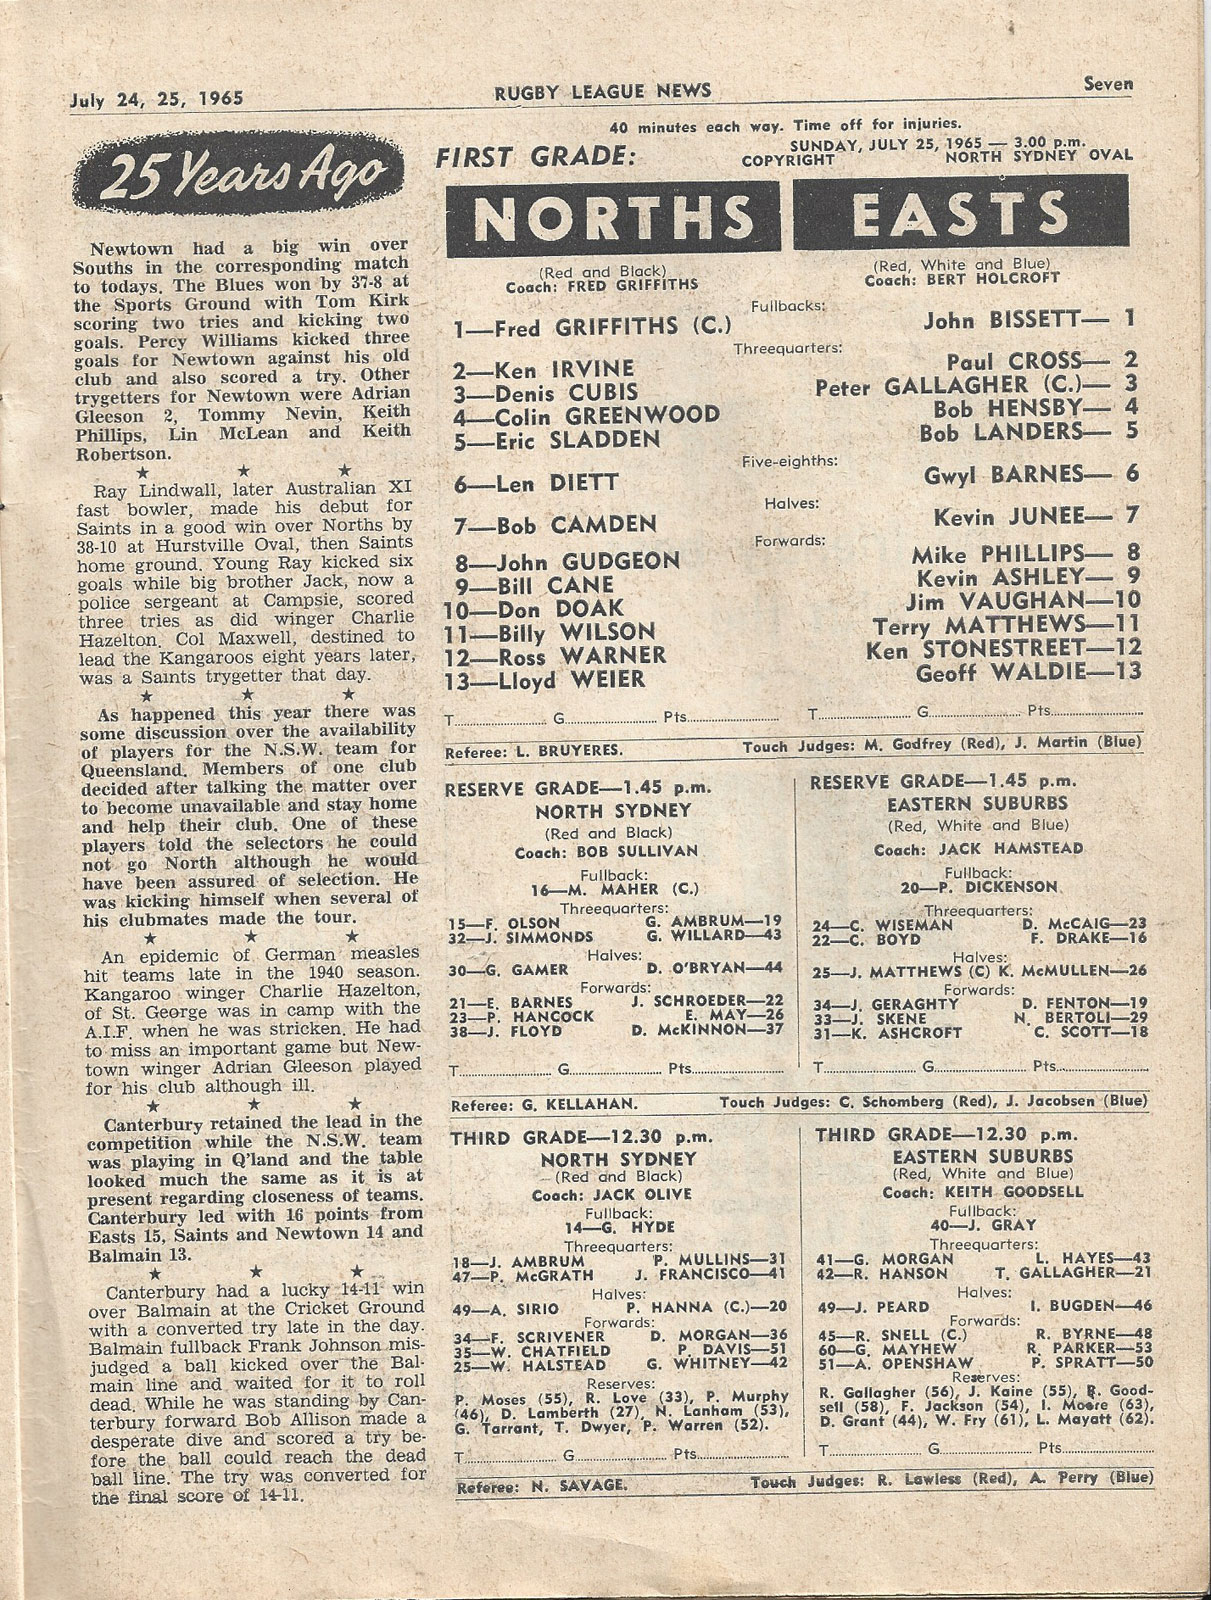 July 24, 25, 1965
RUGBY LEAGUE NEWS
Seven
25 Years Ago
Newtown had a big win over
Souths in the corresponding match
to todays. The Blues won by 37-8 at
the Sports Ground with Tom Kirk
scoring two tries and kicking two
goals. Percy Williams kicked three
goals for Newtown against his old
club and also scored a try. Other
trygetters for Newtown were Adrian
Gleeson 2, Tommy Nevin, Keith
Phillips, Lin McLean and Keith
Robertson.
★ ★ ★
Ray Lindwall, later Australian XI
fast bowler, made his debut for
Saints in a good win over Norths by
38-10 at Hurstville Oval, then Saints
home ground. Young Ray kicked six
goals while big brother Jack, now a
police sergeant at Campsie, scored
three tries as did winger Charlie
Hazelton. Col Maxwell, destined to
lead the Kangaroos eight years later,
was a Saints trygetter that day.
★ ★ ★
As happened this year there was
some discussion over the availability
of players for the N.S.W. team for
Queensland. Members of one club
decided after talking the matter over
to become unavailable and stay home
and help their club. One of these
players told the selectors he could
not go North although he would
have been assured of selection. He
was kicking himself when several of
his clubmates made the tour.
★ ★ ★
An epidemic of German measles
hit teams late in the 1940 season.
Kangaroo winger Charlie Hazelton,
of St. George was in camp with the
A.I.F. when he was stricken. He had
to miss an important game but New-
town winger Adrian Gleeson played
for his club although ill.
★ ★ ★
Canterbury retained the lead in the
competition while the N.S.W. team
was playing in Q'land and the table
looked much the same as it is at
present regarding closeness of teams.
Canterbury led with 16 points from
Easts 15, Saints and Newtown 14 and
Balmain 13.
★ ★ ★
Canterbury had a lucky 14-11 win
over Balmain at the Cricket Ground
with a converted try late in the day.
Balmain fullback Frank Johnson mis-
judged a ball kicked over the Bal-
main line and waited for it to roll
dead. While he was standing by Can-
terbury forward Bob Allison made a
desperate dive and scored a try be-
fore the ball could reach the dead
ball line. The try was converted for
the final score of 14-11.
40 minutes each way. Time off for injuries.
FIRST GRADE:
SUNDAY, JULY 25, 1965 — 3.00 p.m.
COPYRIGHT NORTH SYDNEY OVAL
NORTHS EASTS
(Red and Black) (Red, White and Blue)
Coach: FRED GRIFFITHS Coach: BERT HOLCROFT
Fullbacks:
1—Fred GRIFFITHS (C.) John BISSETT— 1
Threequarters:
2—Ken IRVINE Paul CROSS— 2
3—Denis CUBIS Peter GALLAGHER (C.)— 3
4—Colin GREENWOOD Bob HENSBY— 4
5—Eric SLADDEN Bob LANDERS— 5
Five-eighths:
6—Len DIETT Gwyl BARNES— 6
Halves:
7—Bob CAMDEN Kevin JUNEE— 7
Forwards:
8—John GUDGEON Mike PHILLIPS— 8
9—Bill CANE Kevin ASHLEY— 9
10—Don DOAK Jim VAUGHAN—10
11—Billy WILSON Terry MATTHEWS—11
12—Ross WARNER Ken STONESTREET—12
13—Lloyd WEIER Geoff WALDIE—13
T.................... G.................... Pts.................... T.................... G.................... Pts....................
Referee: L. BRUYERES. Touch Judges: M. Godfrey (Red), J. Martin (Blue)
RESERVE GRADE—1.45 p.m.
NORTH SYDNEY
(Red and Black)
Coach: BOB SULLIVAN
Fullback:
16—M. MAHER (C.)
Threequarters:
15—F. OLSON G. AMBRUM—19
32—J. SIMMONDS G. WILLARD—43
Halves:
30—G. GAMER D. O'BRYAN—44
Forwards:
21—E. BARNES J. SCHROEDER—22
23—P. HANCOCK E. MAY—26
38—J. FLOYD D. McKINNON—37
T.................... G.................... Pts....................
RESERVE GRADE—1.45 p.m.
EASTERN SUBURBS
(Red, White and Blue)
Coach: JACK HAMSTEAD
Fullback:
20—P. DICKENSON
Threequarters:
24—C. WISEMAN D. McCAIG—23
22—C. BOYD F. DRAKE—16
Halves:
25—J. MATTHEWS (C) K. McMULLEN—26
Forwards:
34—J. GERAGHTY D. FENTON—19
33—J. SKENE N. BERTOLI—29
31—K. ASHCROFT C. SCOTT—18
T.................... G.................... Pts....................
Referee: G. KELLAHAN. Touch Judges: C. Schomberg (Red), J. Jacobsen (Blue)
THIRD GRADE—12.30 p.m.
NORTH SYDNEY
(Red and Black)
Coach: JACK OLIVE
Fullback:
14—G. HYDE
Threequarters:
18—J. AMBRUM P. MULLINS—31
47—P. McGRATH J. FRANCISCO—41
Halves:
49—A. SIRIO P. HANNA (C.)—20
Forwards:
34—F. SCRIVENER D. MORGAN—36
35—W. CHATFIELD P. DAVIS—51
25—W. HALSTEAD G. WHITNEY—42
Reserves:
P. Moses (55), R. Love (33), P. Murphy
(46), D. Lamberth (27), N. Lanham (53),
G. Tarrant, T. Dwyer, P. Warren (52).
T.................... G.................... Pts....................
THIRD GRADE—12.30 p.m.
EASTERN SUBURBS
(Red, White and Blue)
Coach: KEITH GOODSELL
Fullback:
40—J. GRAY
Threequarters:
41—G. MORGAN L. HAYES—43
42—R. HANSON T. GALLAGHER—21
Halves:
49—J. PEARD I. BUGDEN—46
Forwards:
45—R. SNELL (C.) R. BYRNE—48
60—G. MAYHEW R. PARKER—53
51—A. OPENSHAW P. SPRATT—50
Reserves:
R. Gallagher (56), J. Kaine (55), Good-
sell (58), F. Jackson (54), I. Moore (63),
D. Grant (44), W. Fry (61), L. Mayatt (62).
T.................... G.................... Pts....................
Referee: N. SAVAGE. Touch Judges: R. Lawless (Red), A. Perry (Blue)